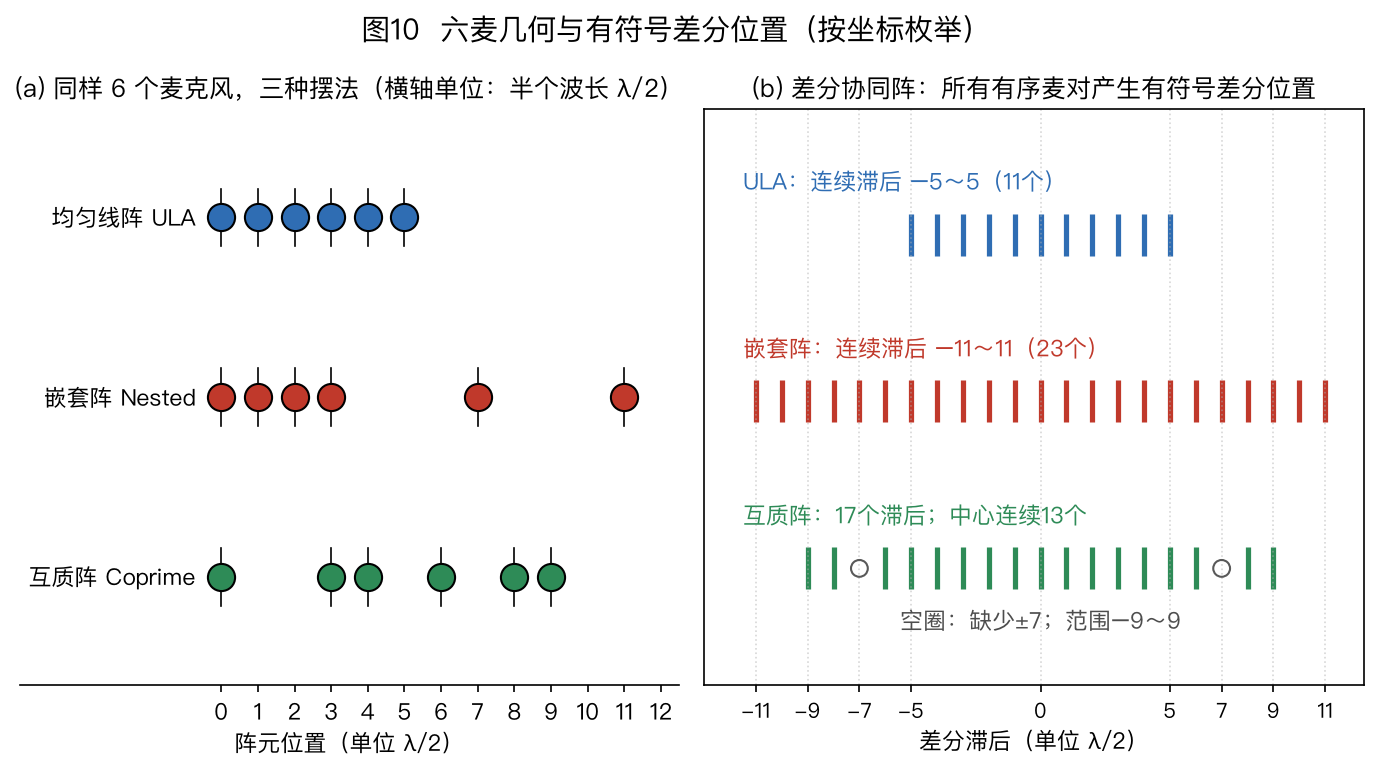 图10 六麦几何与有符号差分位置（按坐标枚举）
(a) 同样 6 个麦克风，三种摆法（横轴单位：半个波长 λ/2）
均匀线阵 ULA
嵌套阵 Nested
互质阵 Coprime
0 1 2 3 4 5 6 7 8 9 10 11 12
阵元位置（单位 λ/2）
(b) 差分协同阵：所有有序麦对产生有符号差分位置
ULA：连续滞后 −5～5（11个）
嵌套阵：连续滞后 −11～11（23个）
互质阵：17个滞后；中心连续13个
空圈：缺少±7；范围−9～9
−11 −9 −7 −5 0 5 7 9 11
差分滞后（单位 λ/2）